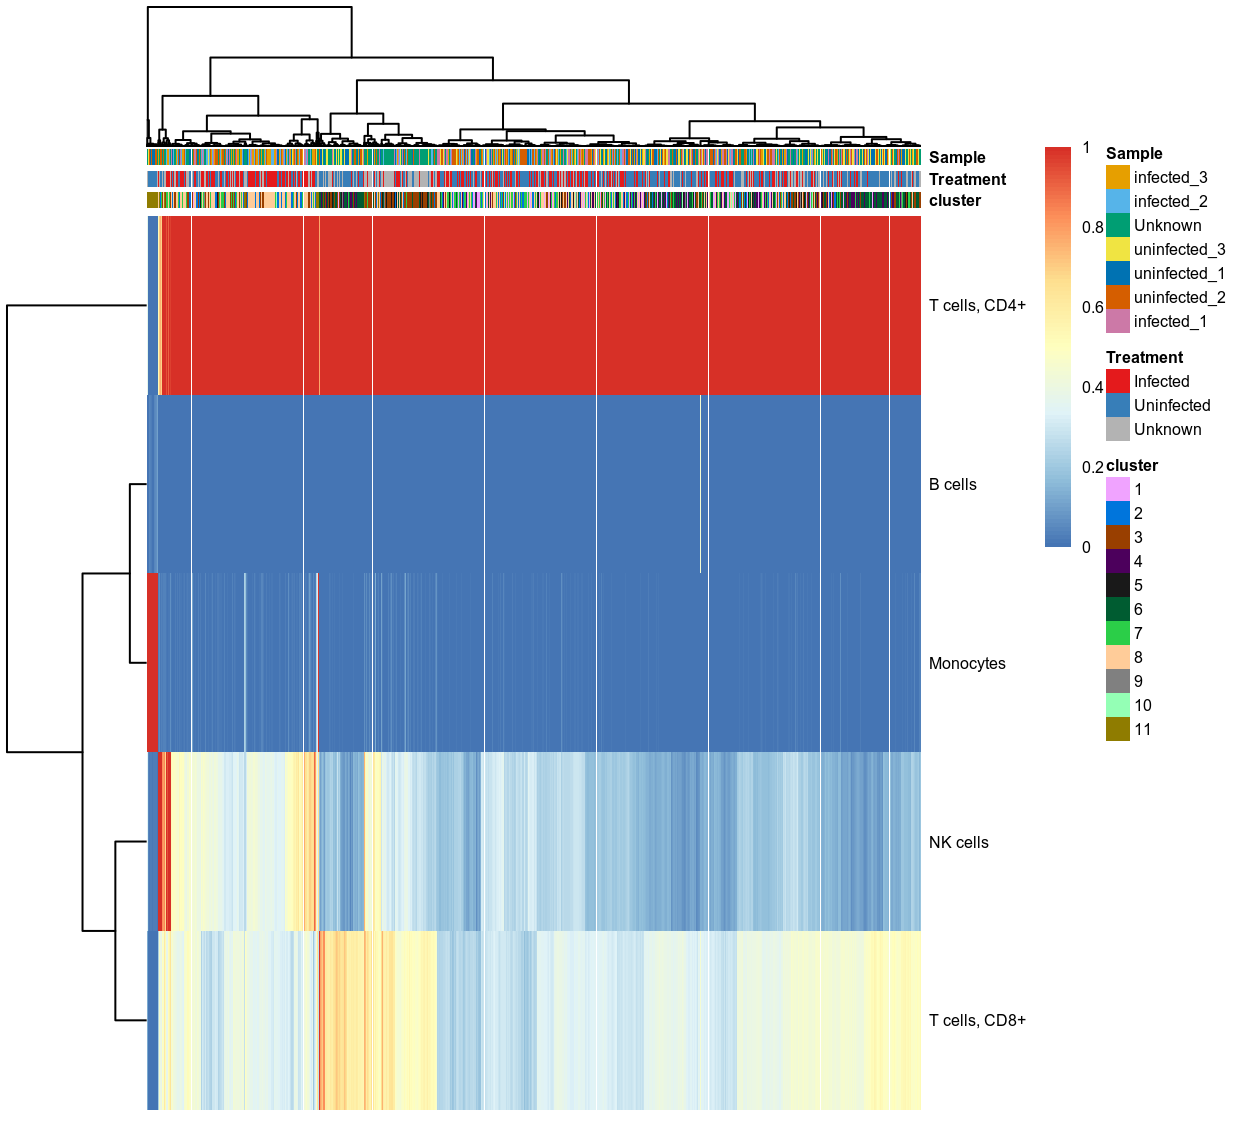 Sample
Treatment
cluster
T cells, CD4+
B cells
Monocytes
NK cells
T cells, CD8+
1
0.8
0.6
0.4
0.2
0
Sample
infected_3
infected_2
Unknown
uninfected_3
uninfected_1
uninfected_2
infected_1
Treatment
Infected
Uninfected
Unknown
cluster
1
2
3
4
5
6
7
8
9
10
11